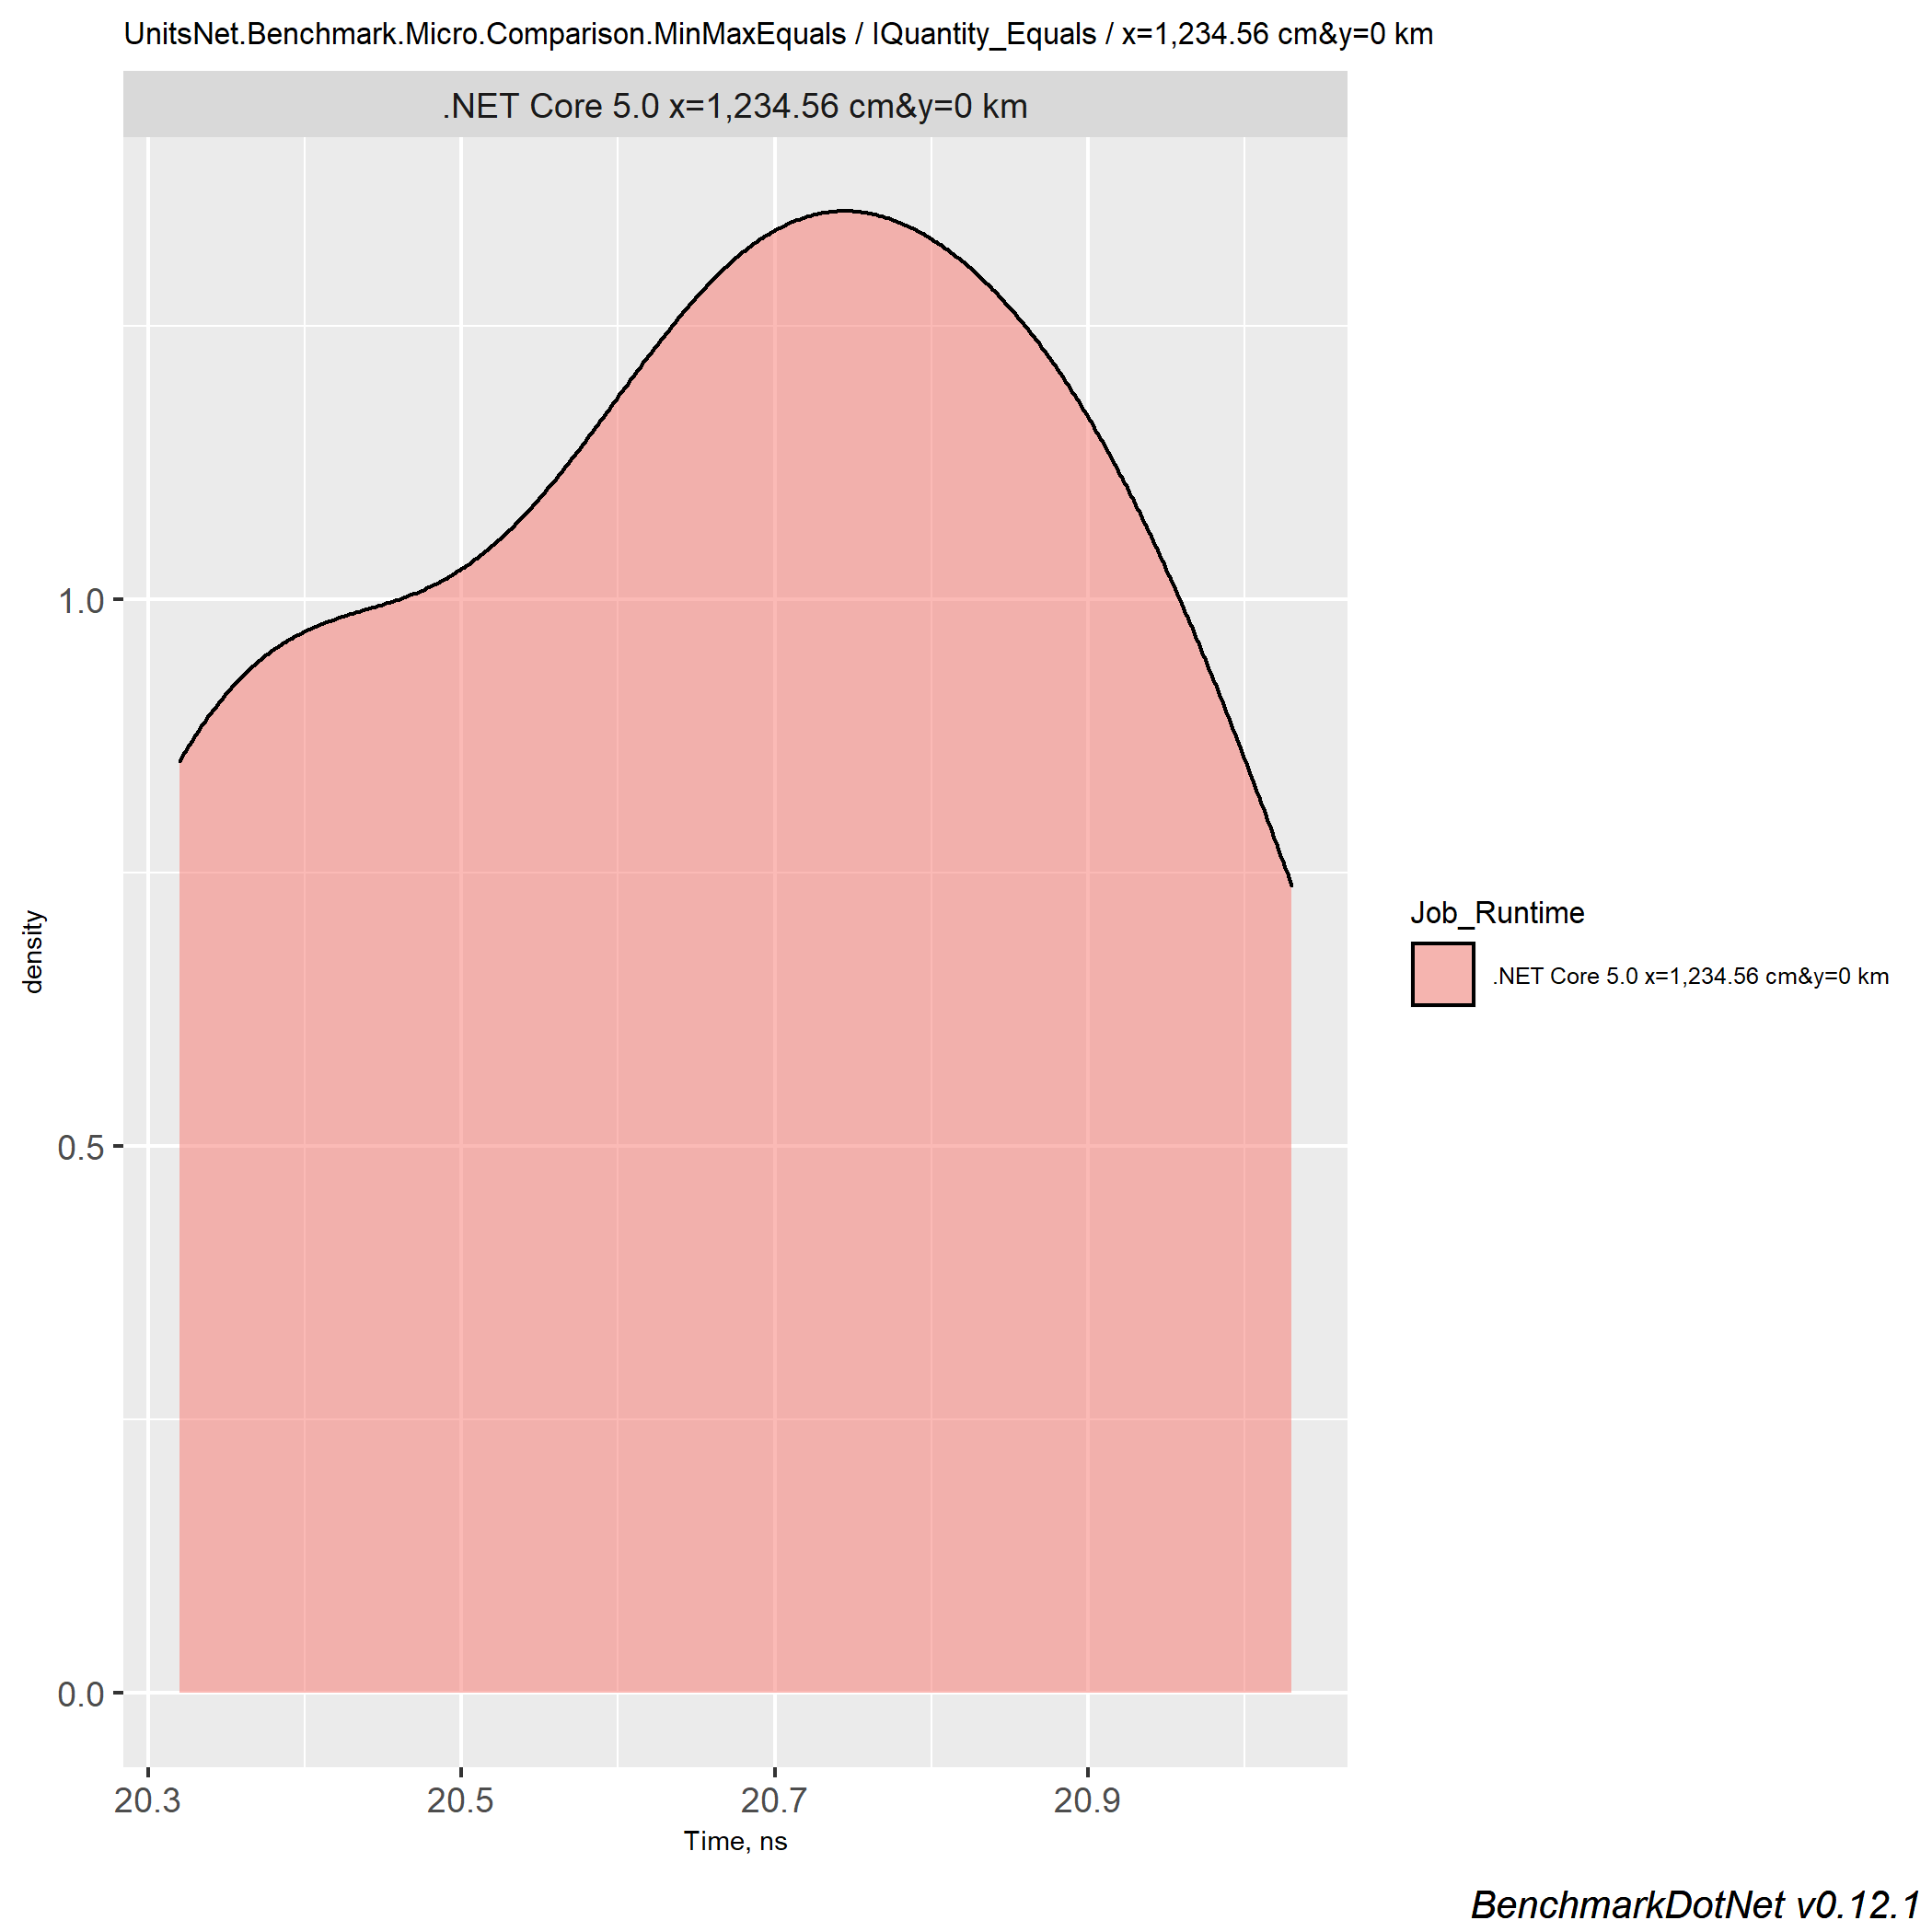 UnitsNet.Benchmark.Micro.Comparison.MinMaxEquals / IQuantity_Equals / x=1,234.56 cm&y=0 km
.NET Core 5.0 x=1,234.56 cm&y=0 km
1.0
0.5
0.0
density
20.3
20.5
20.7
20.9
Time, ns
Job_Runtime
.NET Core 5.0 x=1,234.56 cm&y=0 km
BenchmarkDotNet v0.12.1